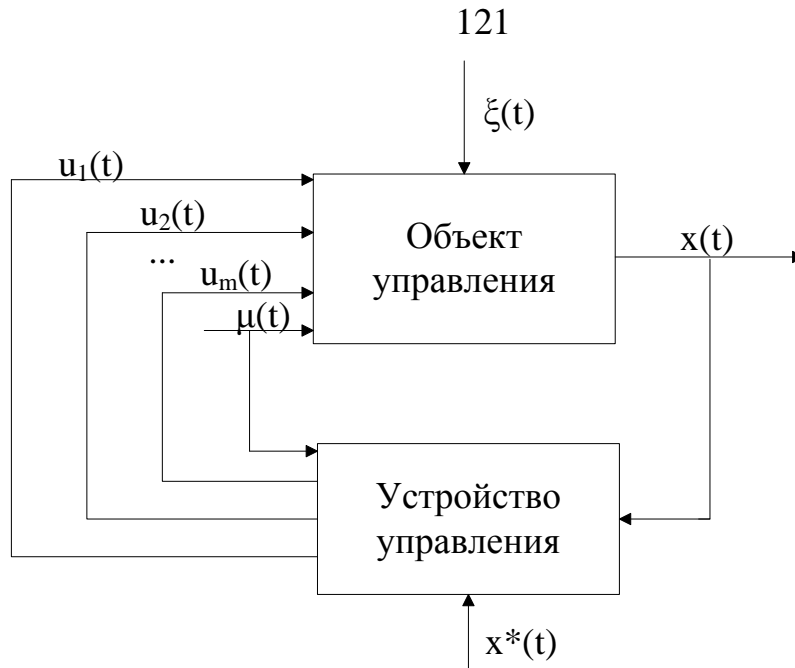 121
ξ(t)
u₁(t)
u₂(t)
...
uₘ(t)
μ(t)
Объект
управления
x(t)
Устройство
управления
x*(t)